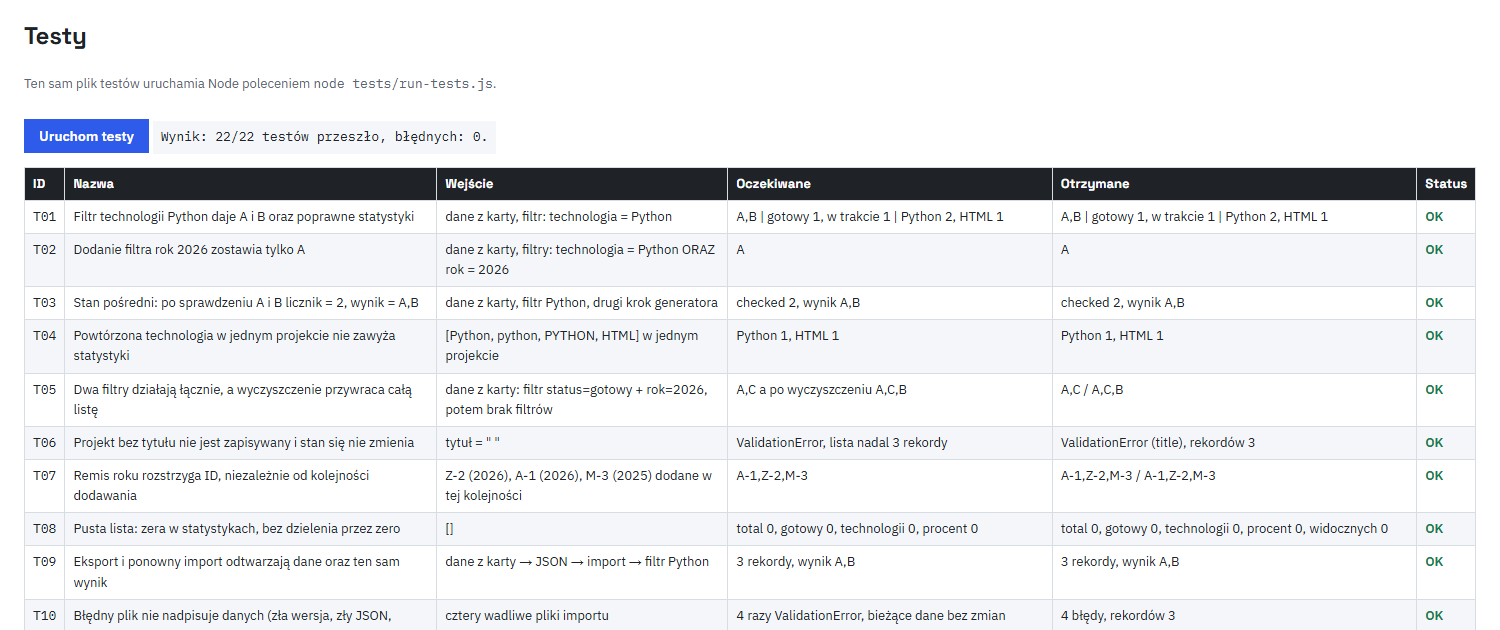 Testy
Ten sam plik testów uruchamia Node poleceniem node tests/run-tests.js.
Uruchom testy Wynik: 22/22 testów przeszło, błędnych: 0.
ID Nazwa Wejście Oczekiwane Otrzymane Status
T01 Filtr technologii Python daje A i B oraz poprawne statystyki dane z karty, filtr: technologia = Python A,B | gotowy 1, w trakcie 1 | Python 2, HTML 1 A,B | gotowy 1, w trakcie 1 | Python 2, HTML 1 OK
T02 Dodanie filtra rok 2026 zostawia tylko A dane z karty, filtry: technologia = Python ORAZ A A OK
rok = 2026
T03 Stan pośredni: po sprawdzeniu A i B licznik = 2, wynik = A,B dane z karty, filtr Python, drugi krok generatora checked 2, wynik A,B checked 2, wynik A,B OK
T04 Powtórzona technologia w jednym projekcie nie zawyża [Python, python, PYTHON, HTML] w jednym Python 1, HTML 1 Python 1, HTML 1 OK
statystyki projekcie
T05 Dwa filtry działają łącznie, a wyczyszczenie przywraca całą dane z karty: filtr status=gotowy + rok=2026, A,C a po wyczyszczeniu A,C,B A,C / A,C,B OK
listę potem brak filtrów
T06 Projekt bez tytułu nie jest zapisywany i stan się nie zmienia tytuł = " " ValidationError, lista nadal 3 rekordy ValidationError (title), rekordów 3 OK
T07 Remis roku rozstrzyga ID, niezależnie od kolejności Z-2 (2026), A-1 (2026), M-3 (2025) dodane w A-1,Z-2,M-3 A-1,Z-2,M-3 / A-1,Z-2,M-3 OK
dodawania tej kolejności
T08 Pusta lista: zera w statystykach, bez dzielenia przez zero [] total 0, gotowy 0, technologii 0, procent 0 total 0, gotowy 0, technologii 0, procent 0, widocznych 0 OK
T09 Eksport i ponowny import odtwarzają dane oraz ten sam dane z karty → JSON → import → filtr Python 3 rekordy, wynik A,B 3 rekordy, wynik A,B OK
wynik
T10 Błędny plik nie nadpisuje danych (zła wersja, zły JSON, cztery wadliwe pliki importu 4 razy ValidationError, bieżące dane bez zmian 4 błędy, rekordów 3 OK